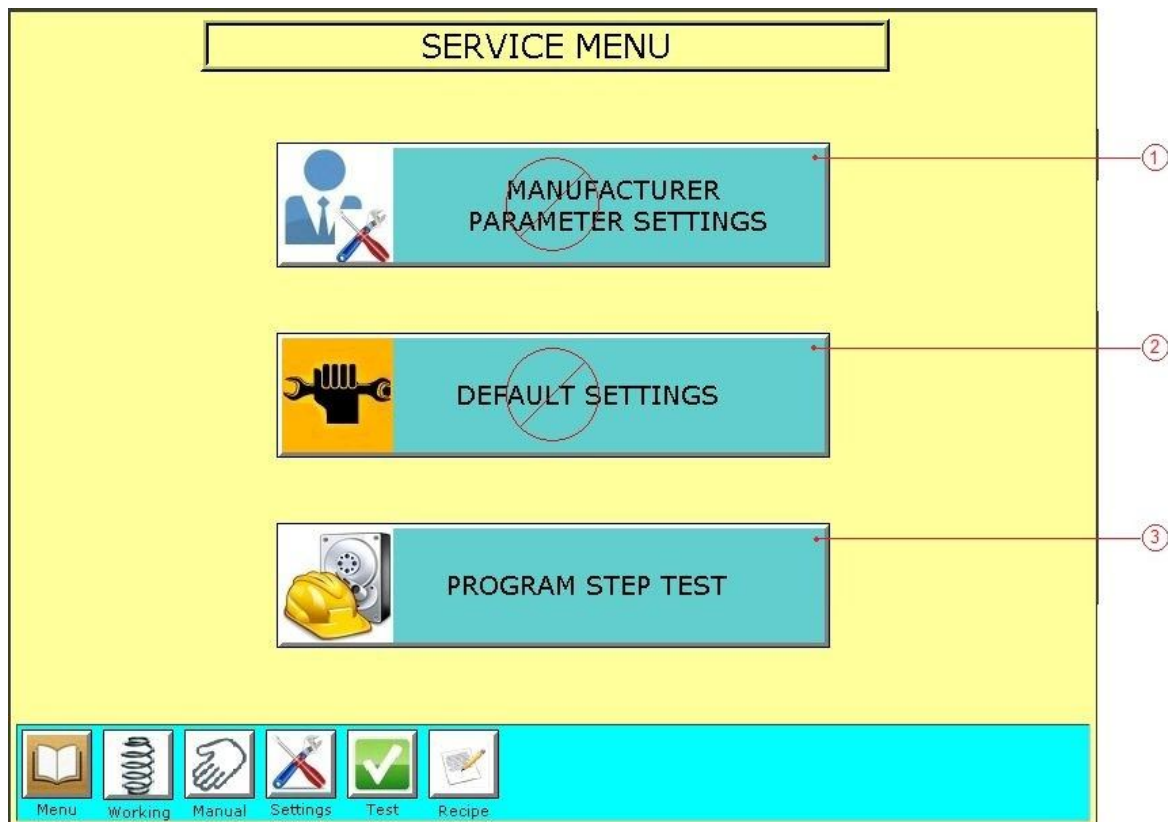 SERVICE MENU
1
MANUFACTURER
PARAMETER SETTINGS
2
DEFAULT SETTINGS
3
PROGRAM STEP TEST
Menu
Working
Manual
Settings
Test
Recipe